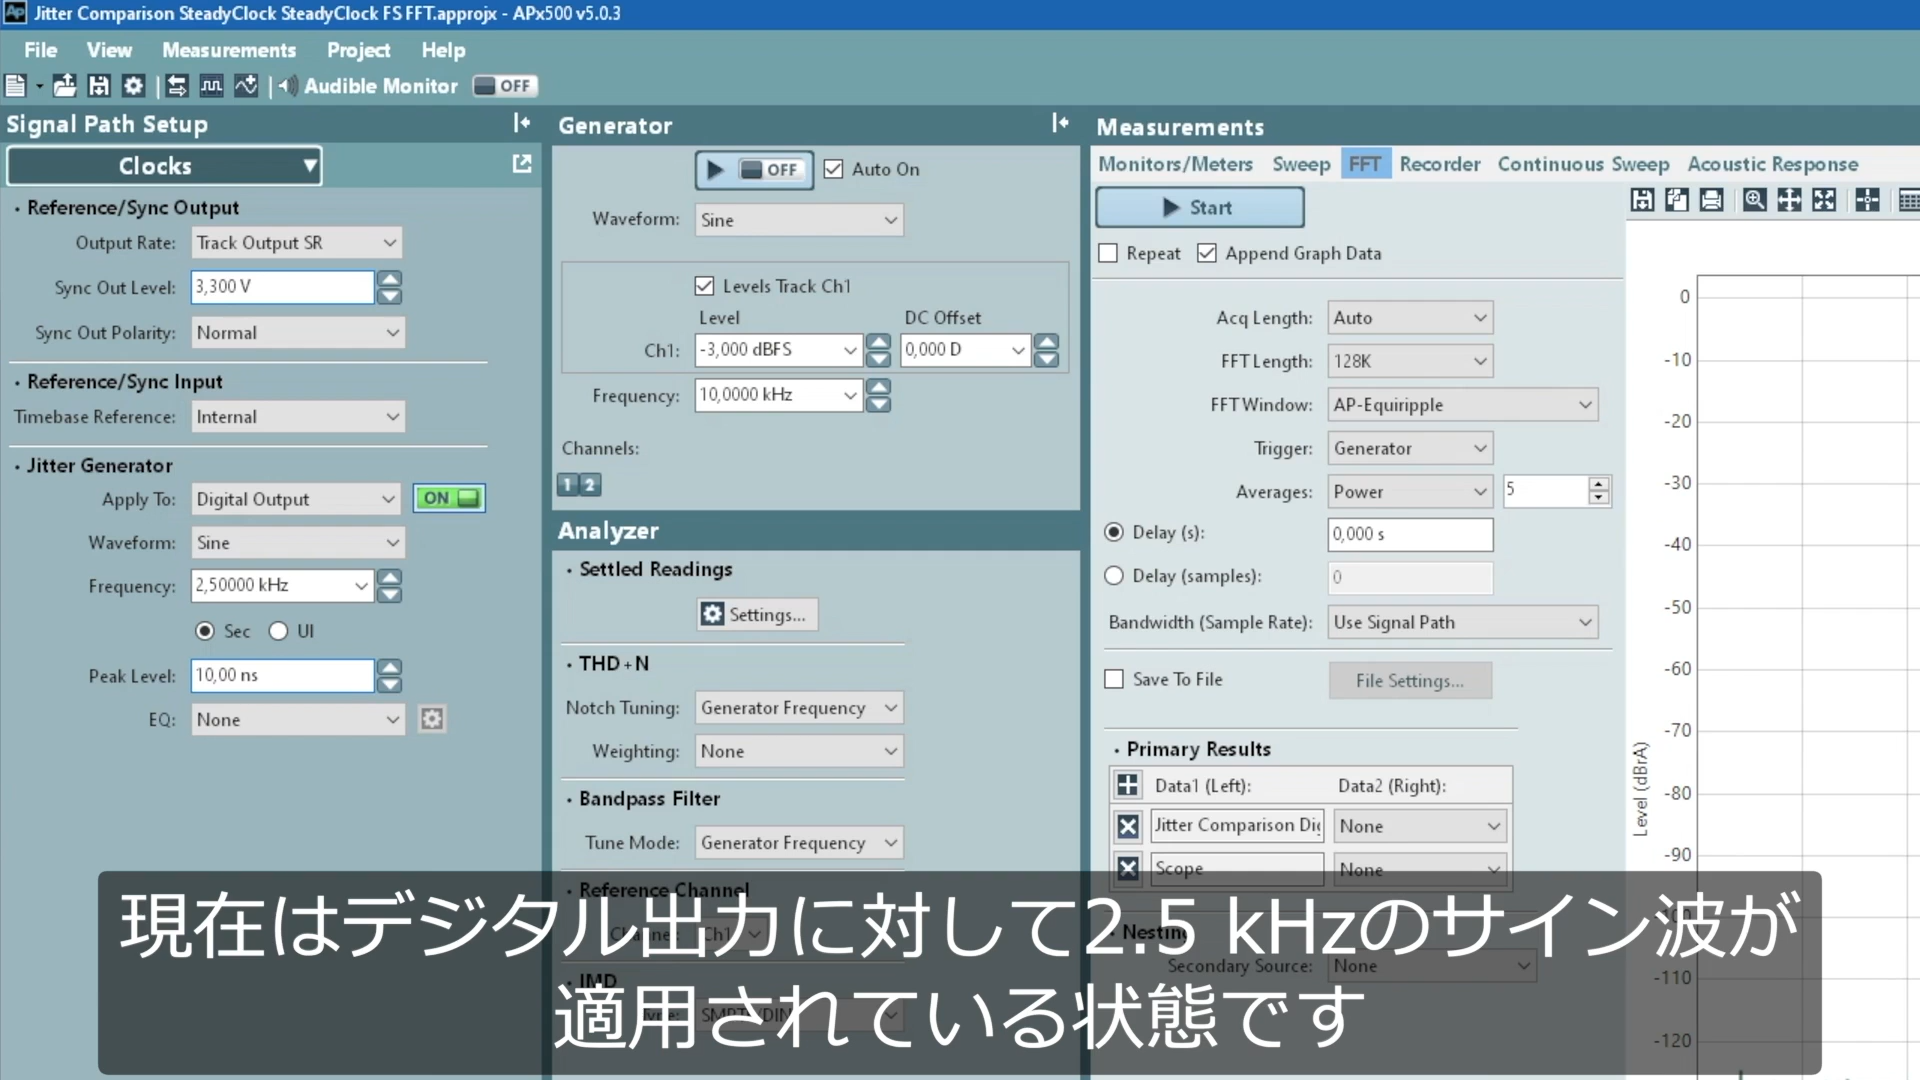 Jitter Comparison SteadyClock SteadyClock FS FFT.approjx - APx500 v5.0.3
File View Measurements Project Help
Audible Monitor OFF
Signal Path Setup
Clocks
Reference/Sync Output
Output Rate: Track Output SR
Sync Out Level: 3,300 V
Sync Out Polarity: Normal
Reference/Sync Input
Timebase Reference: Internal
Jitter Generator
Apply To: Digital Output ON
Waveform: Sine
Frequency: 2,50000 kHz
Sec UI
Peak Level: 10,00 ns
EQ: None
Generator
OFF Auto On
Waveform: Sine
Levels Track Ch1
Level DC Offset
Ch1: -3,000 dBFS 0,000 D
Frequency: 10,0000 kHz
Channels:
1 2
Analyzer
Settled Readings
Settings...
THD+N
Notch Tuning: Generator Frequency
Weighting: None
Bandpass Filter
Tune Mode: Generator Frequency
Reference Channel
Ch1
IMD
Measurements
Monitors/Meters Sweep FFT Recorder Continuous Sweep Acoustic Response
Start
Repeat Append Graph Data
Acq Length: Auto
FFT Length: 128K
FFT Window: AP-Equiripple
Trigger: Generator
Averages: Power 5
Delay (s): 0,000 s
Delay (samples): 0
Bandwidth (Sample Rate): Use Signal Path
Save To File File Settings...
Primary Results
Data1 (Left): Data2 (Right):
Jitter Comparison Dig None
Scope None
Nesting
Secondary Source: None
Level (dBrA)
0
-10
-20
-30
-40
-50
-60
-70
-80
-90
-110
-120
現在はデジタル出力に対して2.5 kHzのサイン波が
適用されている状態です